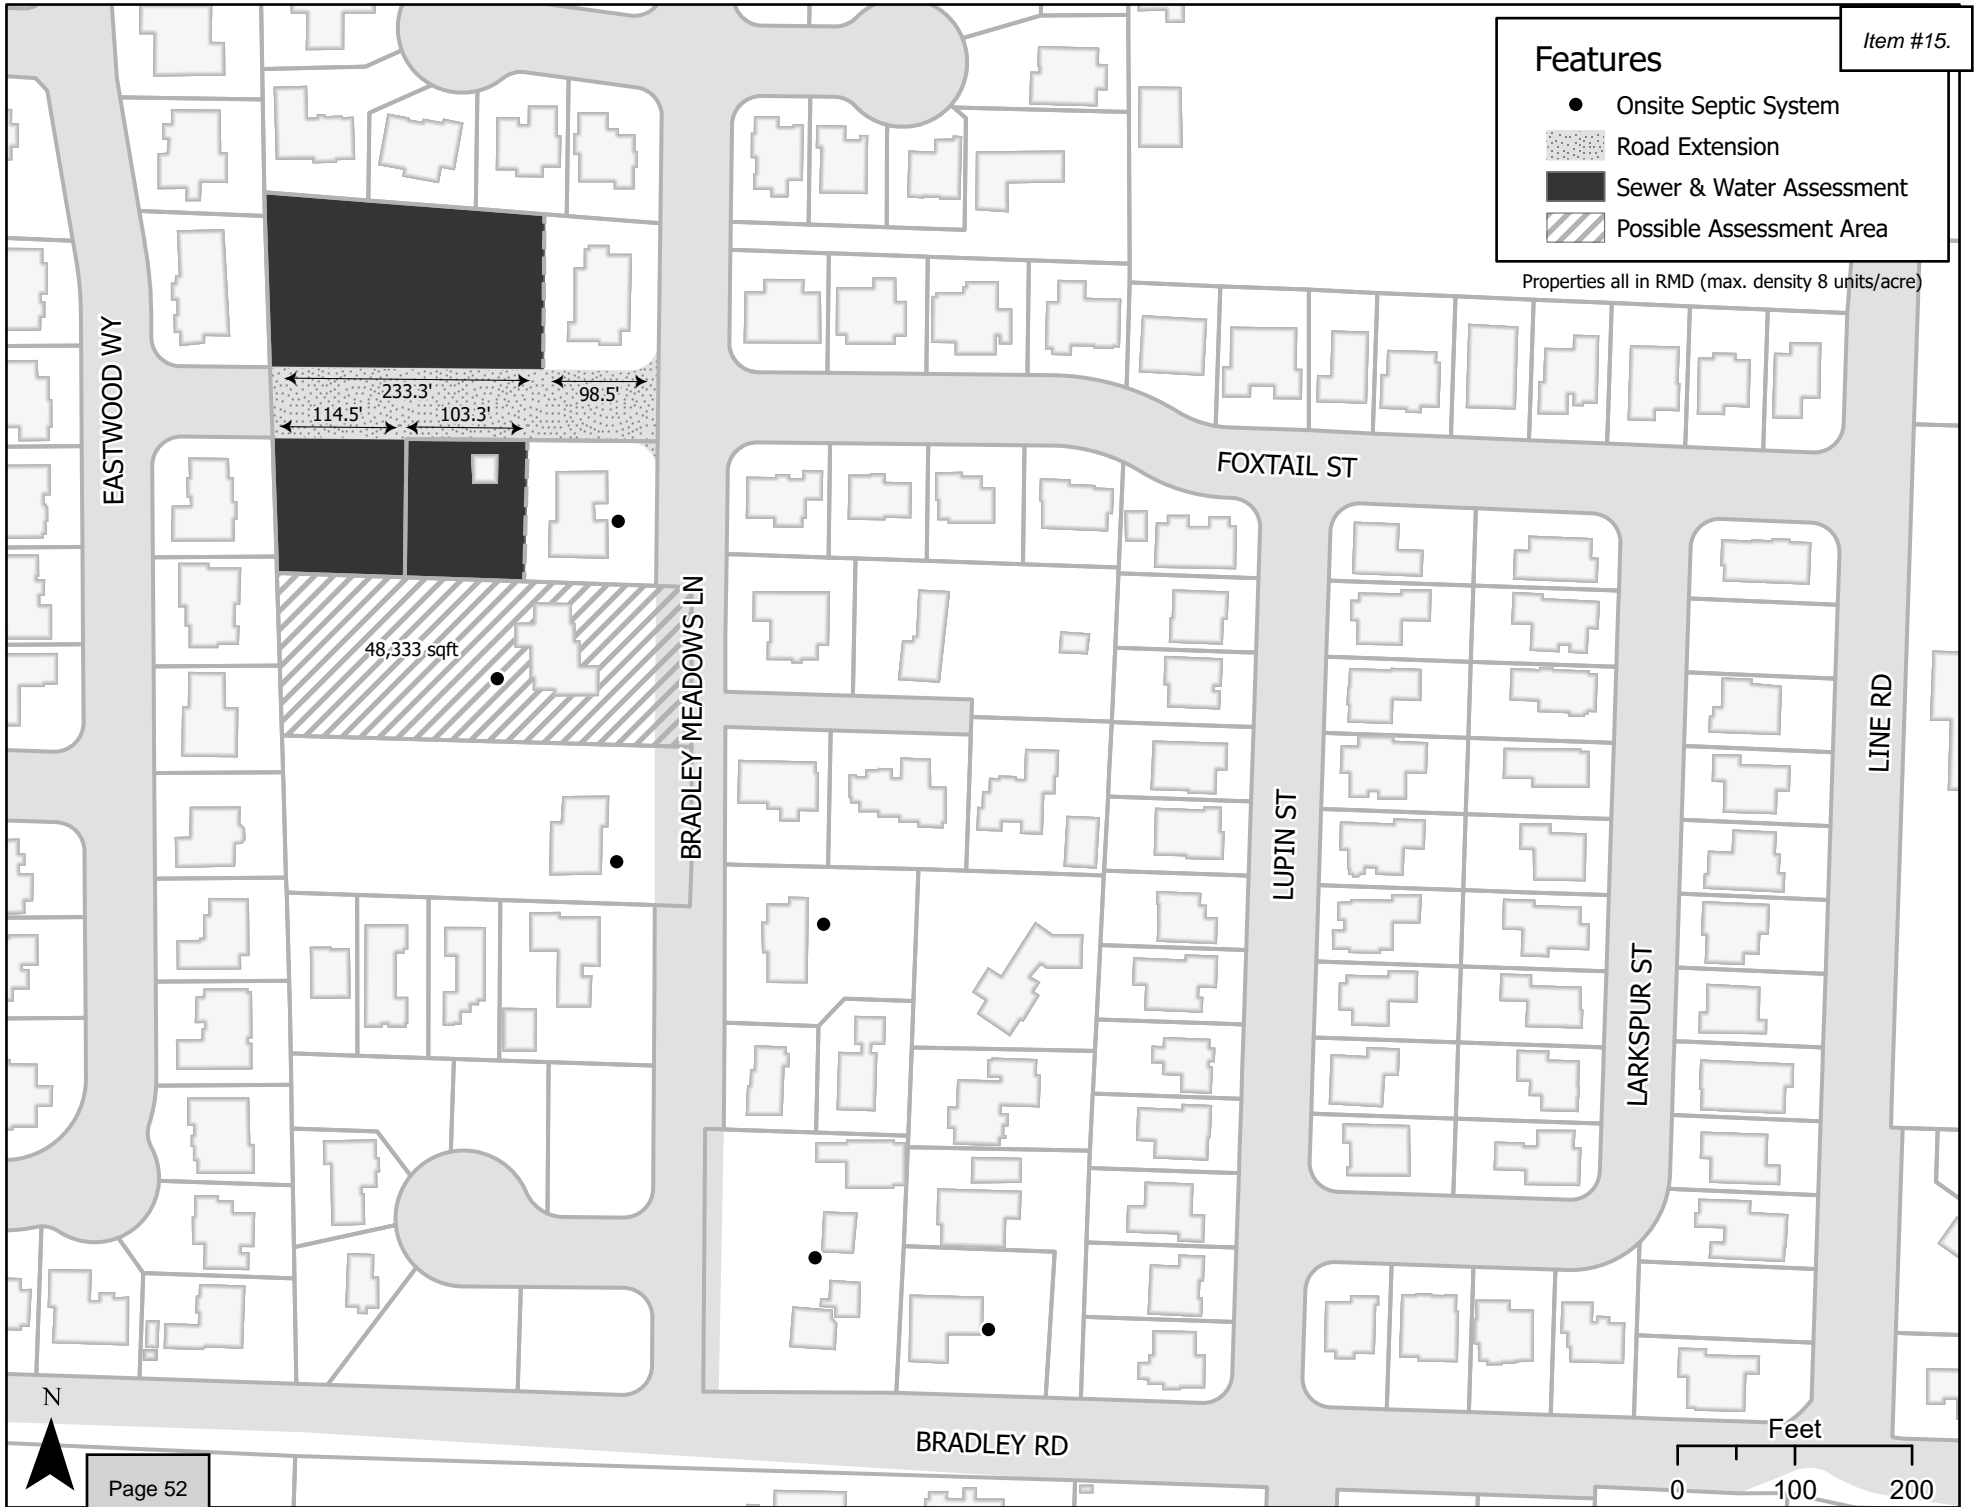 Item #15.
Features
Onsite Septic System
Road Extension
Sewer & Water Assessment
Possible Assessment Area
Properties all in RMD (max. density 8 units/acre)
EASTWOOD WY
233.3'
98.5'
114.5'
103.3'
FOXTAIL ST
48,333 sqft
BRADLEY MEADOWS LN
LUPIN ST
LARKSPUR ST
LINE RD
BRADLEY RD
N
Page 52
Feet
0 100 200